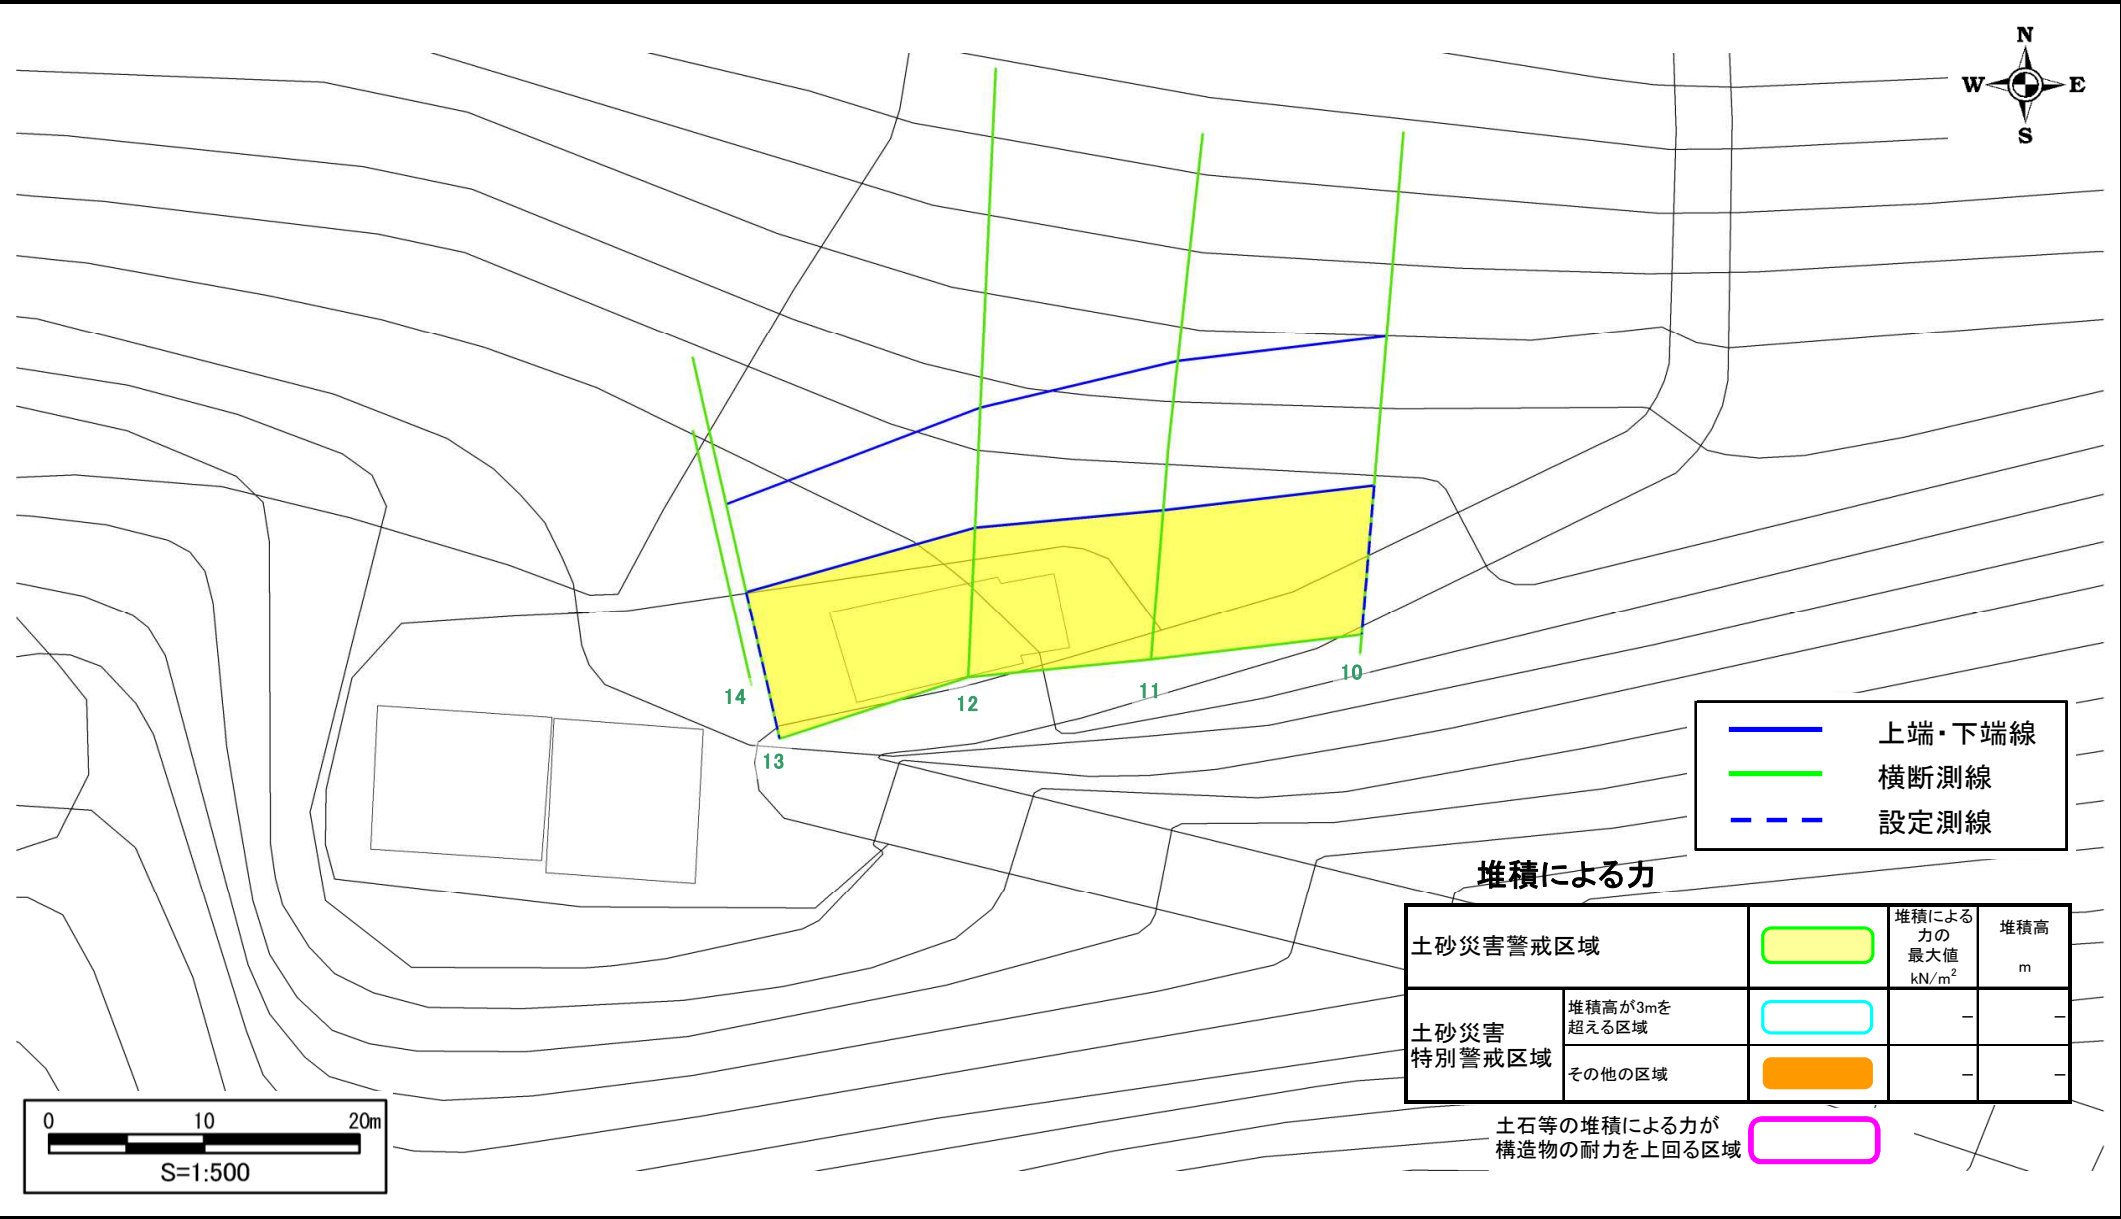 N
W E
S
14
13
12
11
10
上端・下端線
横断測線
設定測線
堆積による力
土砂災害警戒区域
堆積による
力の
最大値
kN/m²
堆積高
m
土砂災害
特別警戒区域
堆積高が3mを
超える区域
－ －
その他の区域
－ －
土石等の堆積による力が
構造物の耐力を上回る区域
0 10 20m
S=1:500